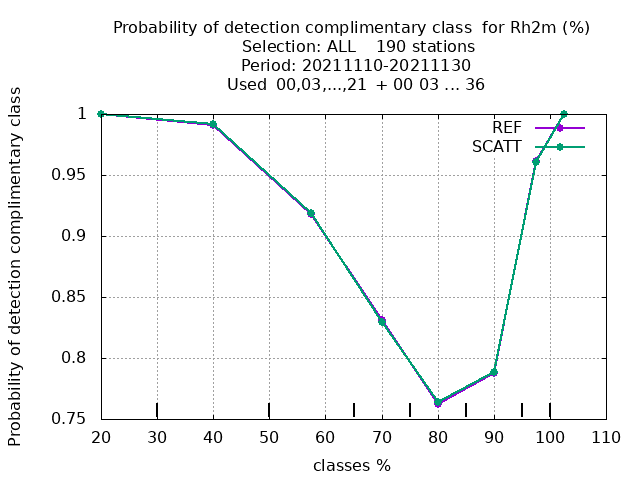 Probability of detection complimentary class  for Rh2m (%)
Selection: ALL    190 stations
Period: 20211110-20211130
Used  00,03,...,21  + 00 03 ... 36
Probability of detection complimentary class
1
0.95
0.9
0.85
0.8
0.75
REF
SCATT
20 30 40 50 60 70 80 90 100 110
classes %